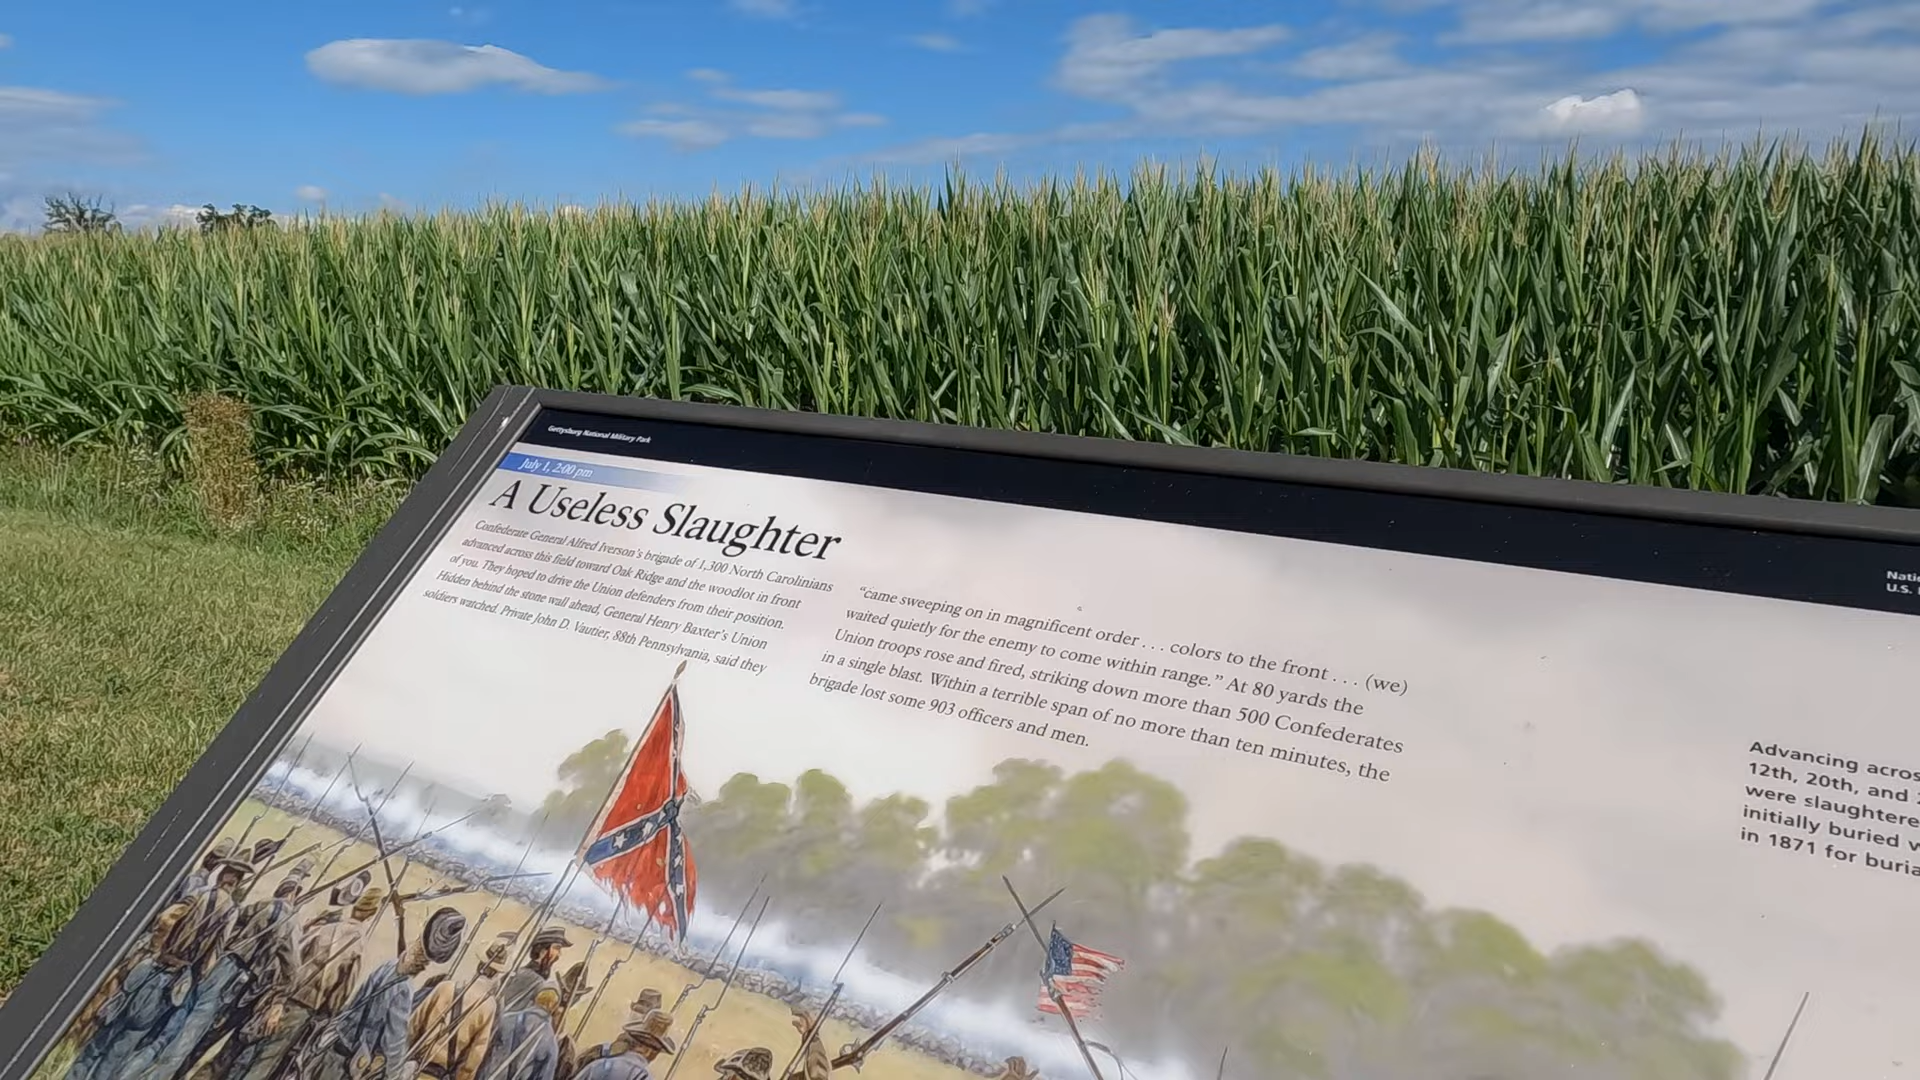 Gettysburg National Military Park
July 1, 2:00 pm
A Useless Slaughter
Confederate General Alfred Iverson's brigade of 1,300 North Carolinians
advanced across this field toward Oak Ridge and the woodlot in front
of you. They hoped to drive the Union defenders from their position.
Hidden behind the stone wall ahead, General Henry Baxter's Union
soldiers watched. Private John D. Vautier, 88th Pennsylvania, said they
“came sweeping on in magnificent order . . . colors to the front . . . (we)
waited quietly for the enemy to come within range.” At 80 yards the
Union troops rose and fired, striking down more than 500 Confederates
in a single blast. Within a terrible span of no more than ten minutes, the
brigade lost some 903 officers and men.
U.S.
Advancing
12th, 20th, and
were
initially buried
in 1871 for